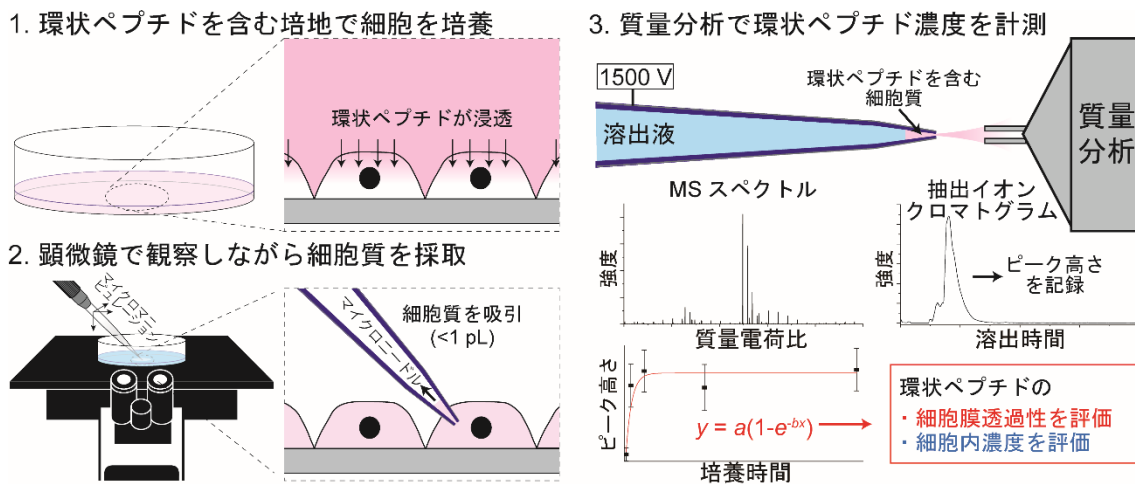 1. 環状ペプチドを含む培地で細胞を培養
環状ペプチドが浸透
2. 顕微鏡で観察しながら細胞質を採取
マイクロマニ
ピュレーション
細胞質を吸引
(<1 pL)
マイクロニードル
3. 質量分析で環状ペプチド濃度を計測
1500 V
環状ペプチドを含む
細胞質
溶出液
質量
分析
MS スペクトル
強度
質量電荷比
抽出イオン
クロマトグラム
強度
ピーク高さ
を記録
溶出時間
ピーク高さ
y = a(1-e^{-bx})
培養時間
環状ペプチドの
・細胞膜透過性を評価
・細胞内濃度を評価